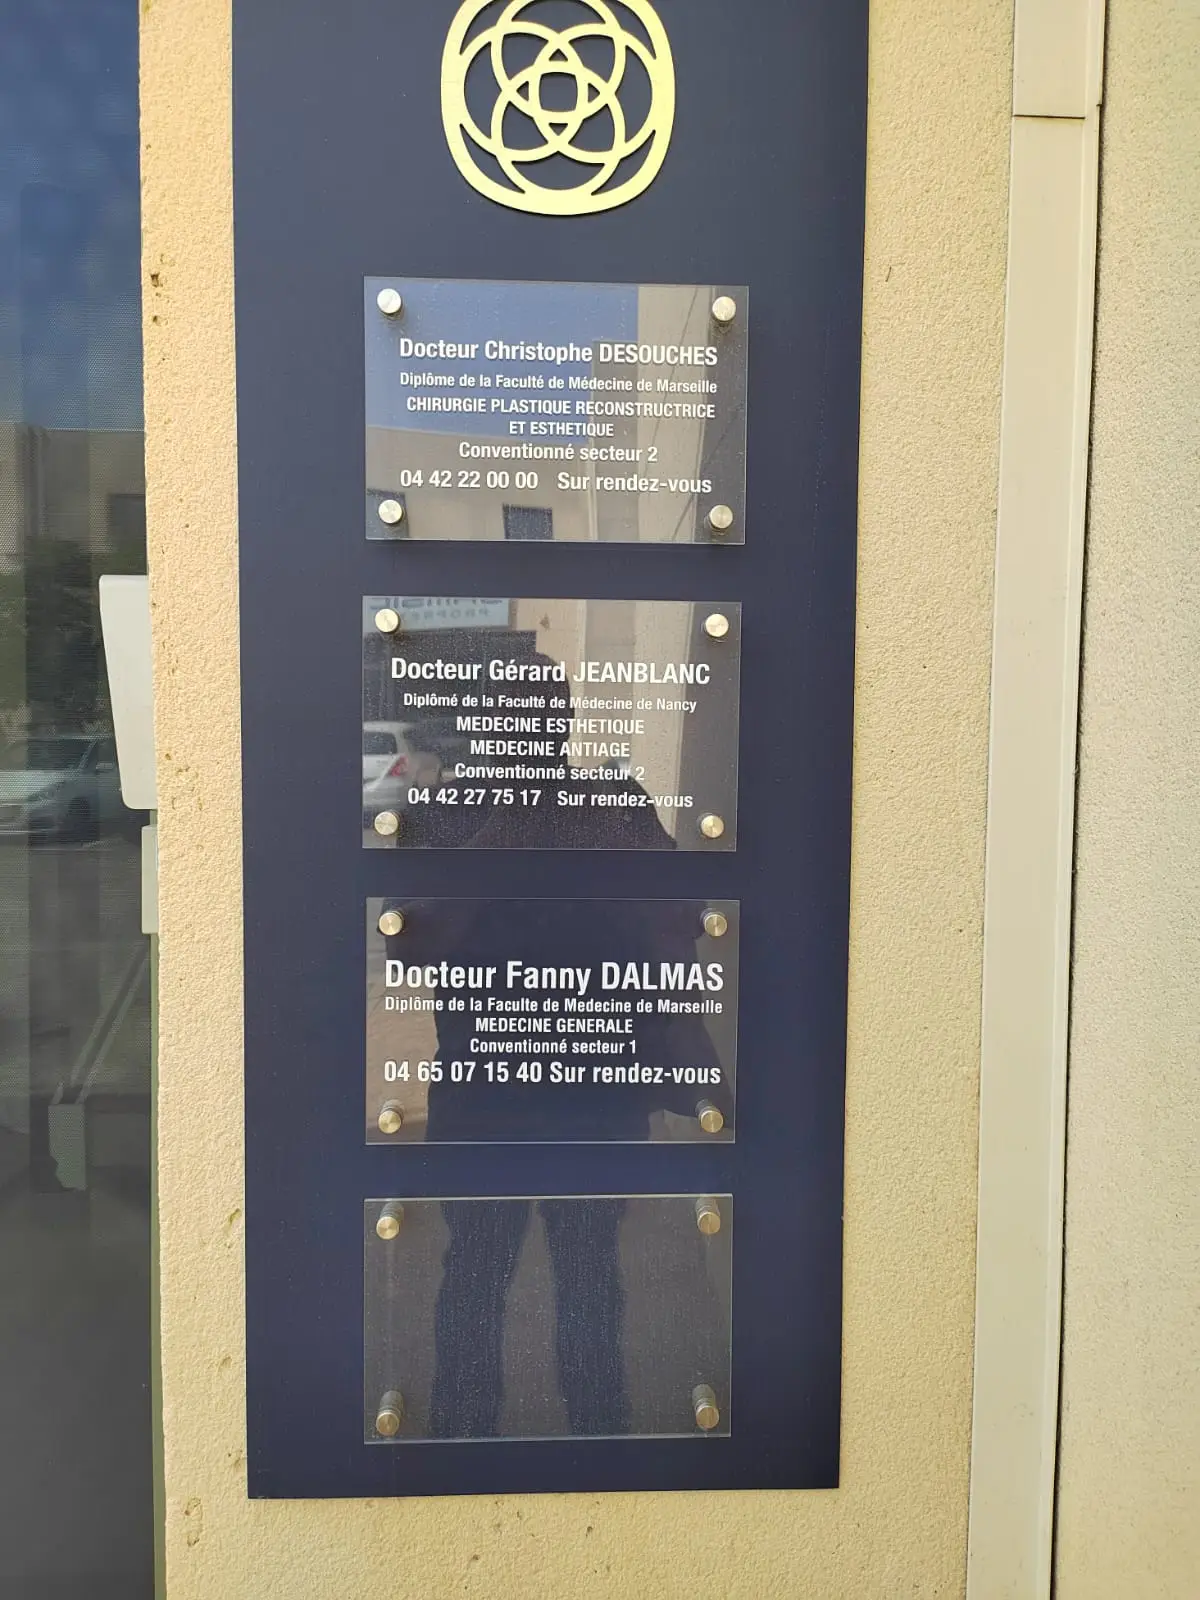 Docteur Christophe DESOUCHES
Diplôme de la Faculté de Médecine de Marseille
CHIRURGIE PLASTIQUE RECONSTRUCTRICE
ET ESTHETIQUE
Conventionné secteur 2
04 42 22 00 00 Sur rendez-vous
Docteur Gérard JEANBLANC
Diplômé de la Faculté de Médecine de Nancy
MEDECINE ESTHETIQUE
MEDECINE ANTIAGE
Conventionné secteur 2
04 42 27 75 17 Sur rendez-vous
Docteur Fanny DALMAS
Diplôme de la Faculte de Medecine de Marseille
MEDECINE GENERALE
Conventionné secteur 1
04 65 07 15 40 Sur rendez-vous